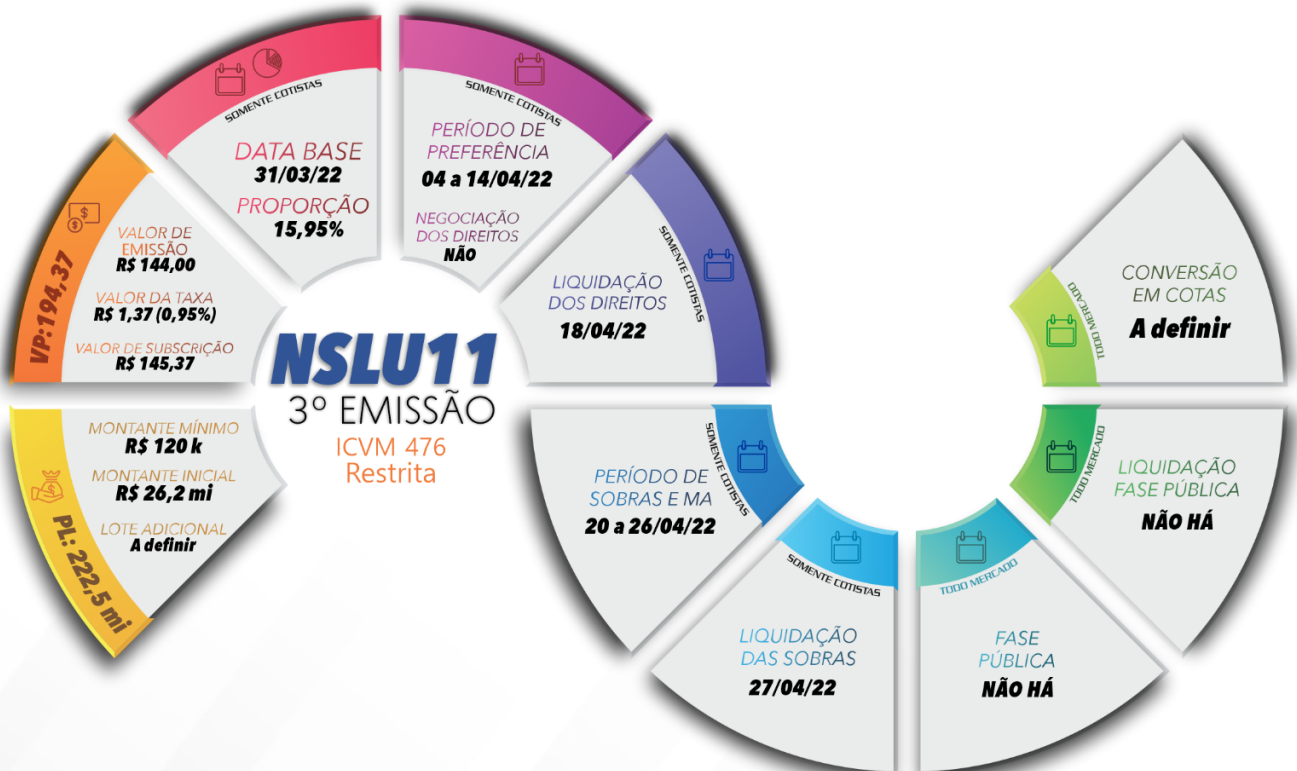 PL: 222,5 mi
MONTANTE MÍNIMO
R$ 120 k
MONTANTE INICIAL
R$ 26,2 mi
LOTE ADICIONAL
A definir
VP:194,37
VALOR DE
EMISSÃO
R$ 144,00
VALOR DA TAXA
R$ 1,37 (0,95%)
VALOR DE SUBSCRIÇÃO
R$ 145,37
SOMENTE COTISTAS
DATA BASE
31/03/22
PROPORÇÃO
15,95%
SOMENTE COTISTAS
PERÍODO DE
PREFERÊNCIA
04 a 14/04/22
NEGOCIAÇÃO
DOS DIREITOS
NÃO
SOMENTE COTISTAS
LIQUIDAÇÃO
DOS DIREITOS
18/04/22
NSLU11
3º EMISSÃO
ICVM 476
Restrita
SOMENTE COTISTAS
PERÍODO DE
SOBRAS E MA
20 a 26/04/22
SOMENTE COTISTAS
LIQUIDAÇÃO
DAS SOBRAS
27/04/22
TODO MERCADO
FASE
PÚBLICA
NÃO HÁ
TODO MERCADO
LIQUIDAÇÃO
FASE PÚBLICA
NÃO HÁ
TODO MERCADO
CONVERSÃO
EM COTAS
A definir